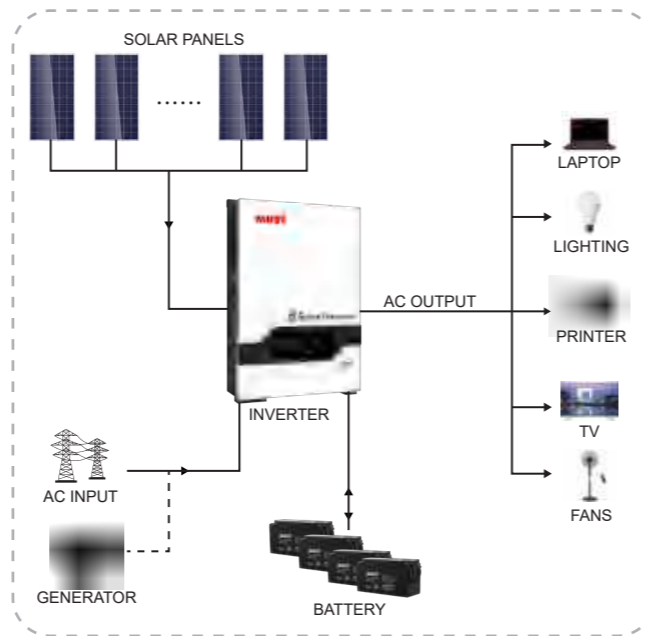 SOLAR PANELS
LAPTOP
LIGHTING
AC OUTPUT
PRINTER
INVERTER
TV
AC INPUT
FANS
GENERATOR
BATTERY